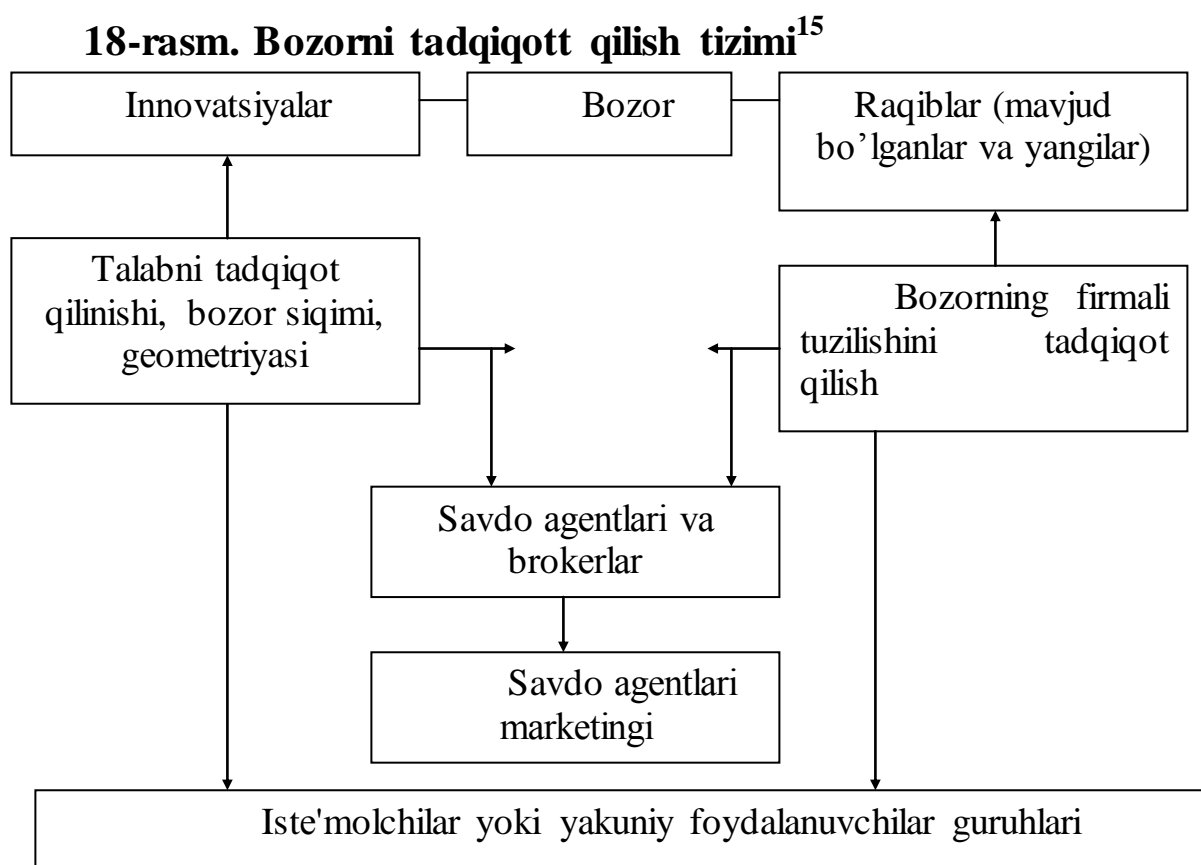 18-rasm. Bozorni tadqiqott qilish tizimi15
Innovatsiyalar
Bozor
Raqiblar (mavjud
bo’lganlar va yangilar)
Talabni tadqiqot
qilinishi, bozor siqimi,
geometriyasi
Bozorning firmali
tuzilishini tadqiqot
qilish
Savdo agentlari va
brokerlar
Savdo agentlari
marketingi
Iste'molchilar yoki yakuniy foydalanuvchilar guruhlari